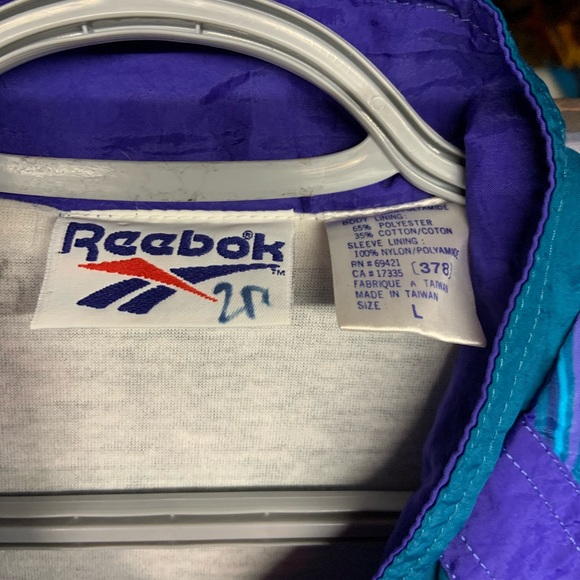 Reebok®
TM
25
BODY LINING:
65% POLYESTER
35% COTTON/COTON
SLEEVE LINING:
100% NYLON/POLYAMIDE
RN # 69421
CA # 17335 (378)
FABRIQUE A TAIWAN
MADE IN TAIWAN
SIZE
L